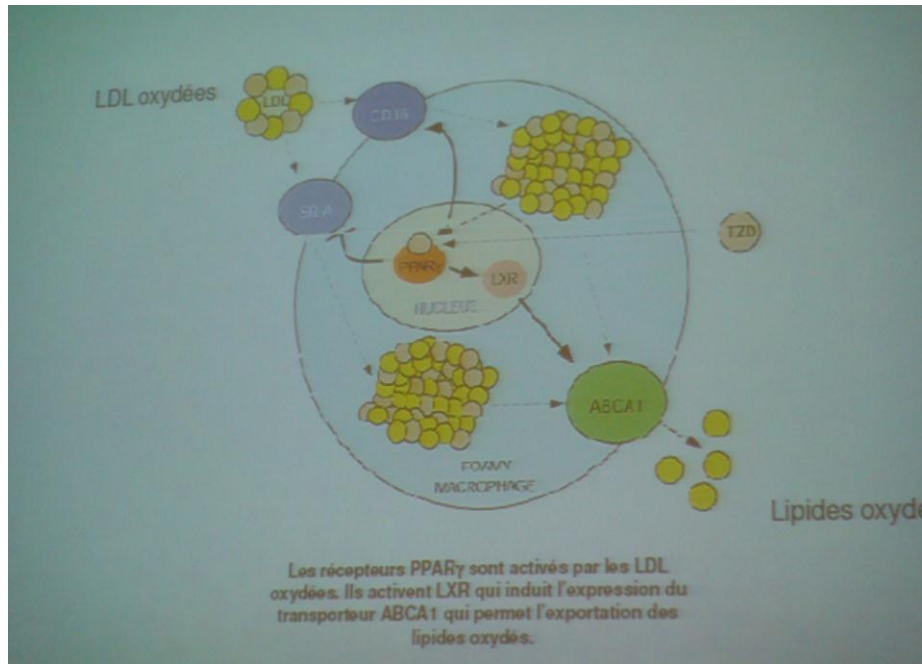 LDL oxydées
LDL
CD36
SR-A
TZD
PPARγ
LXR
NUCLEUS
ABCA1
FOAMY
MACROPHAGE
Lipides oxydé
Les récepteurs PPARγ sont activés par les LDL
oxydées. Ils activent LXR qui induit l'expression du
transporteur ABCA1 qui permet l'exportation des
lipides oxydés.